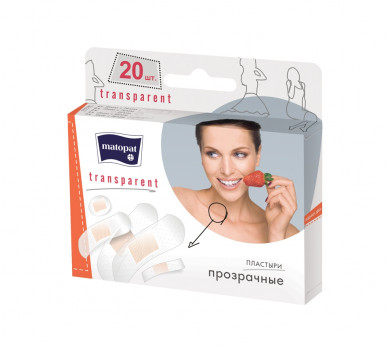 20 шт.
transparent
matopat
transparent
пластыри
прозрачные